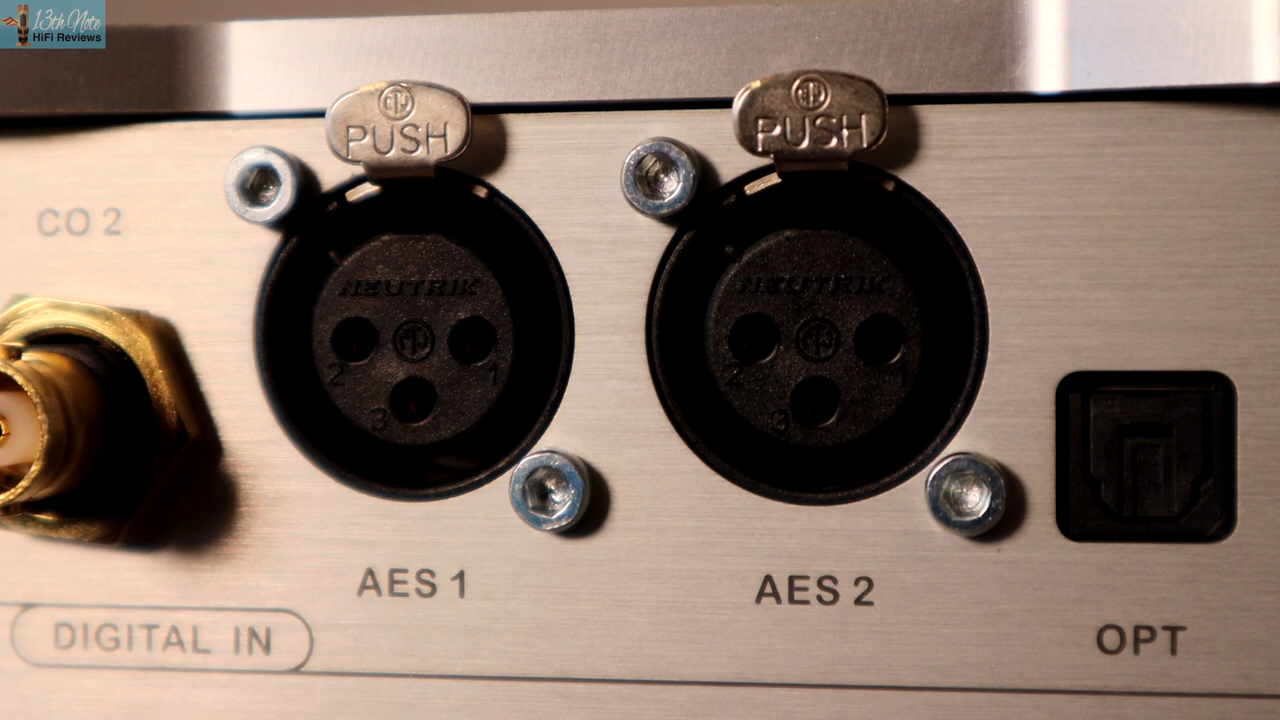 13th Note
HiFi Reviews
PUSH
PUSH
CO 2
NEUTRIK
2 1
3
NEUTRIK
2 1
3
AES 1
AES 2
DIGITAL IN
OPT